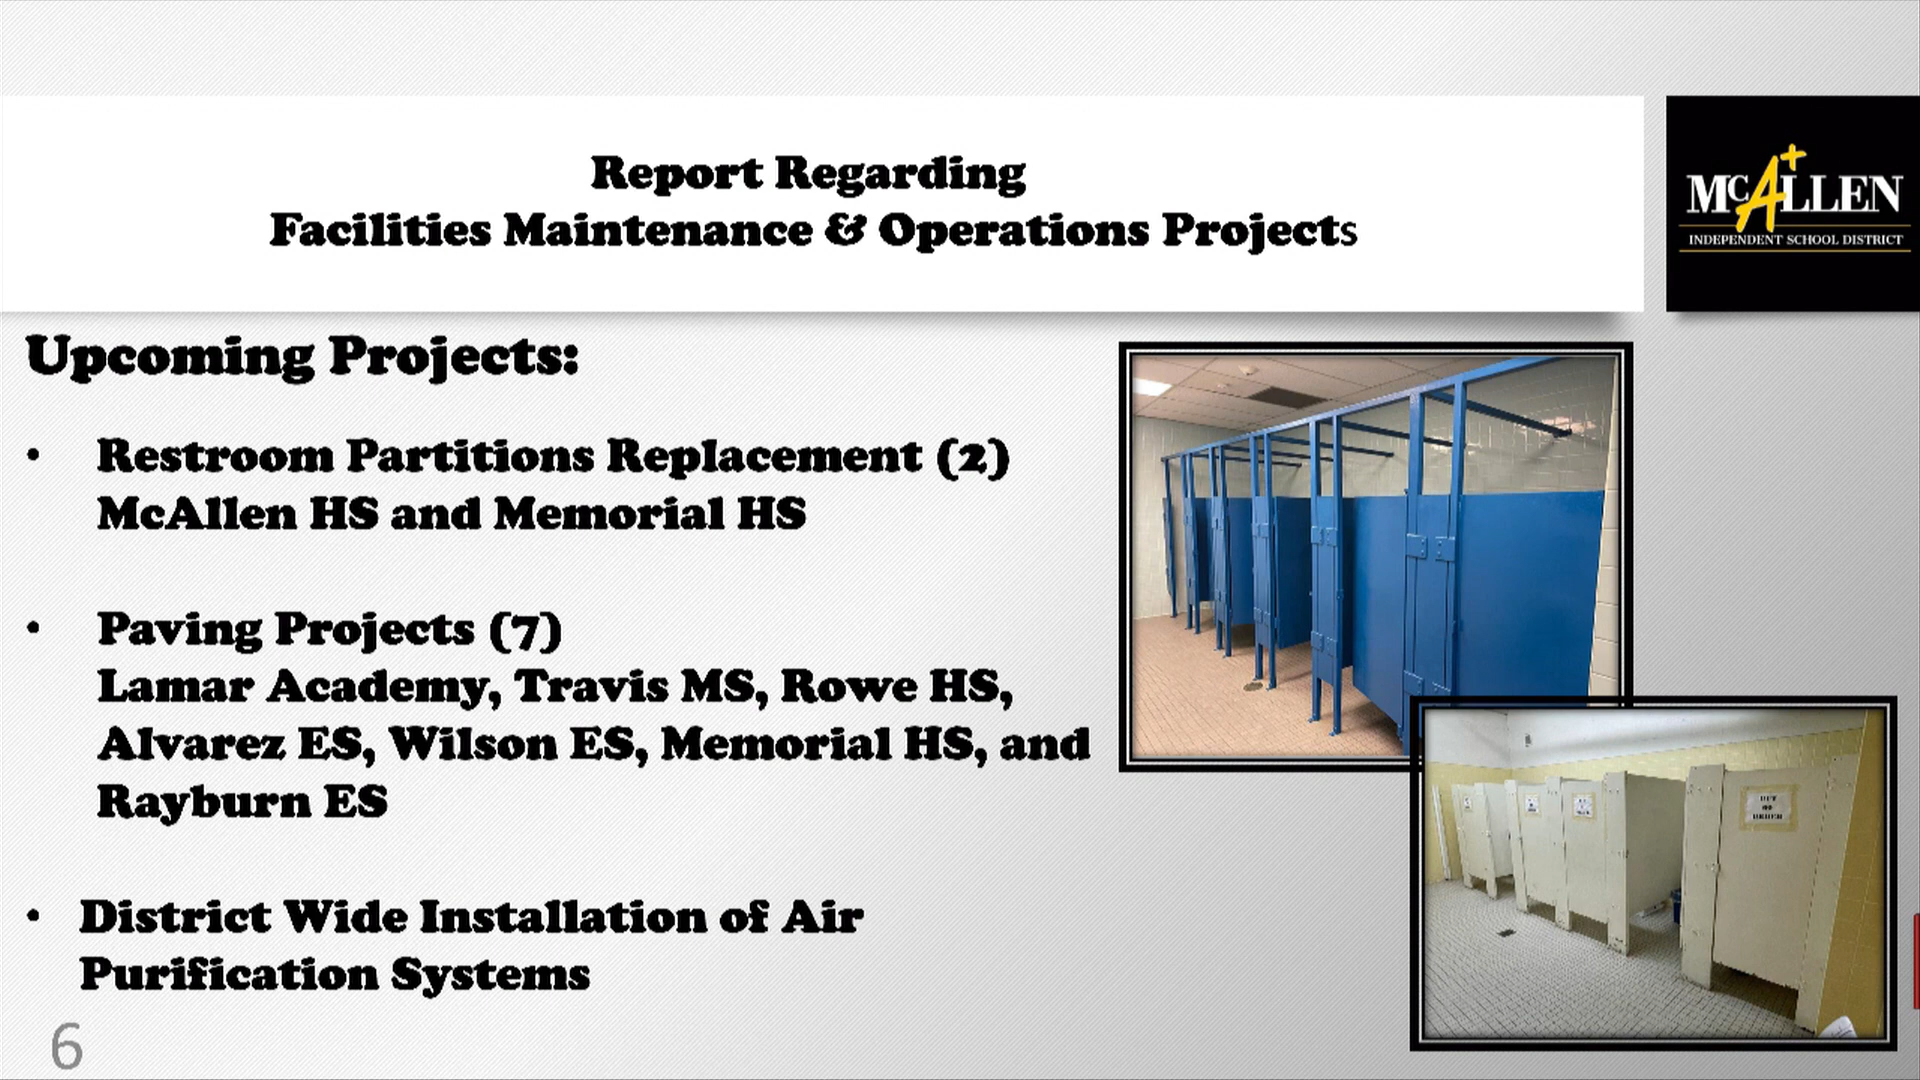 Report Regarding
Facilities Maintenance & Operations Projects
McALLEN
INDEPENDENT SCHOOL DISTRICT
Upcoming Projects:
• Restroom Partitions Replacement (2)
McAllen HS and Memorial HS
• Paving Projects (7)
Lamar Academy, Travis MS, Rowe HS,
Alvarez ES, Wilson ES, Memorial HS, and
Rayburn ES
• District Wide Installation of Air
Purification Systems
6